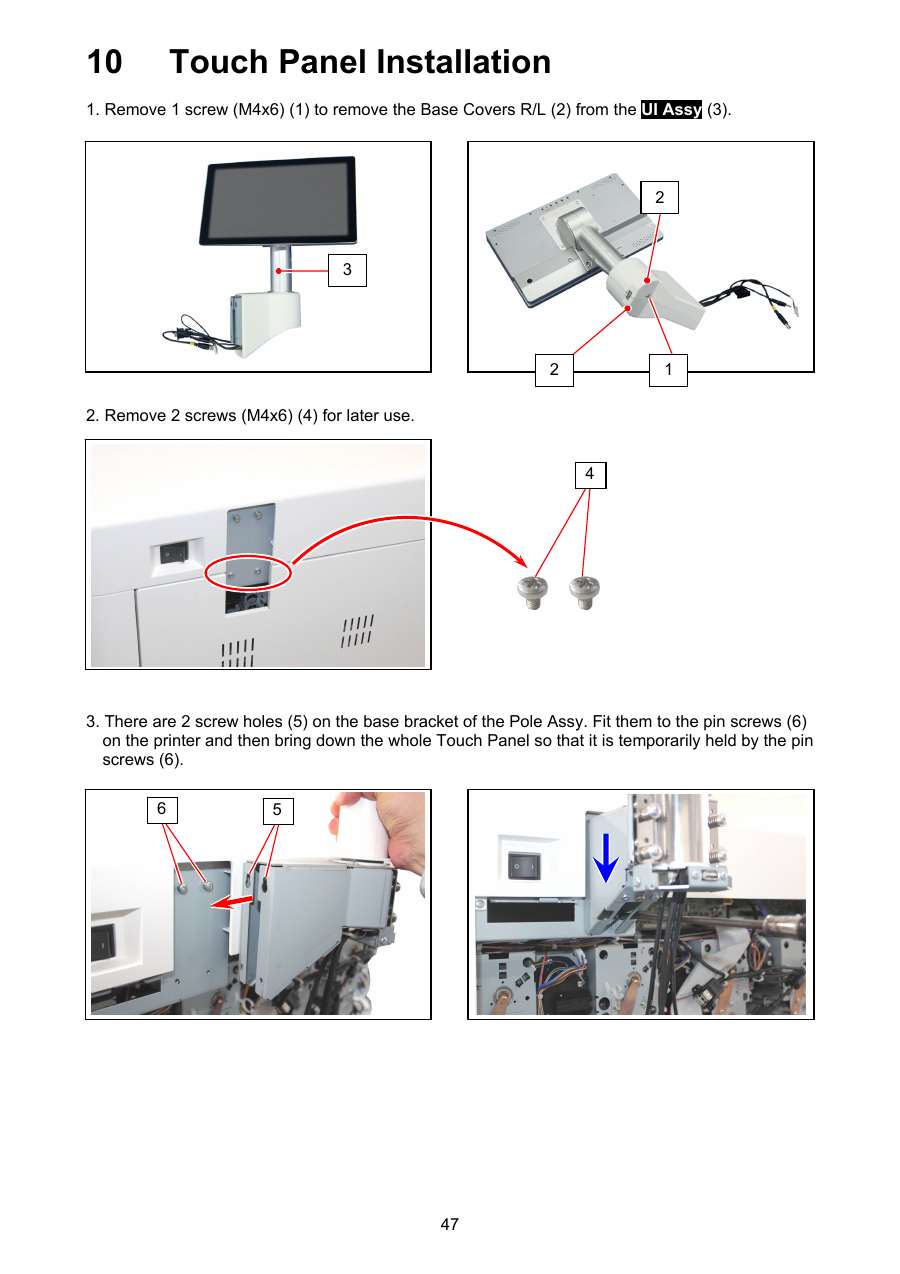 10 Touch Panel Installation
1. Remove 1 screw (M4x6) (1) to remove the Base Covers R/L (2) from the UI Assy (3).
3
2
2
1
2. Remove 2 screws (M4x6) (4) for later use.
4
3. There are 2 screw holes (5) on the base bracket of the Pole Assy. Fit them to the pin screws (6)
on the printer and then bring down the whole Touch Panel so that it is temporarily held by the pin
screws (6).
6
5
47